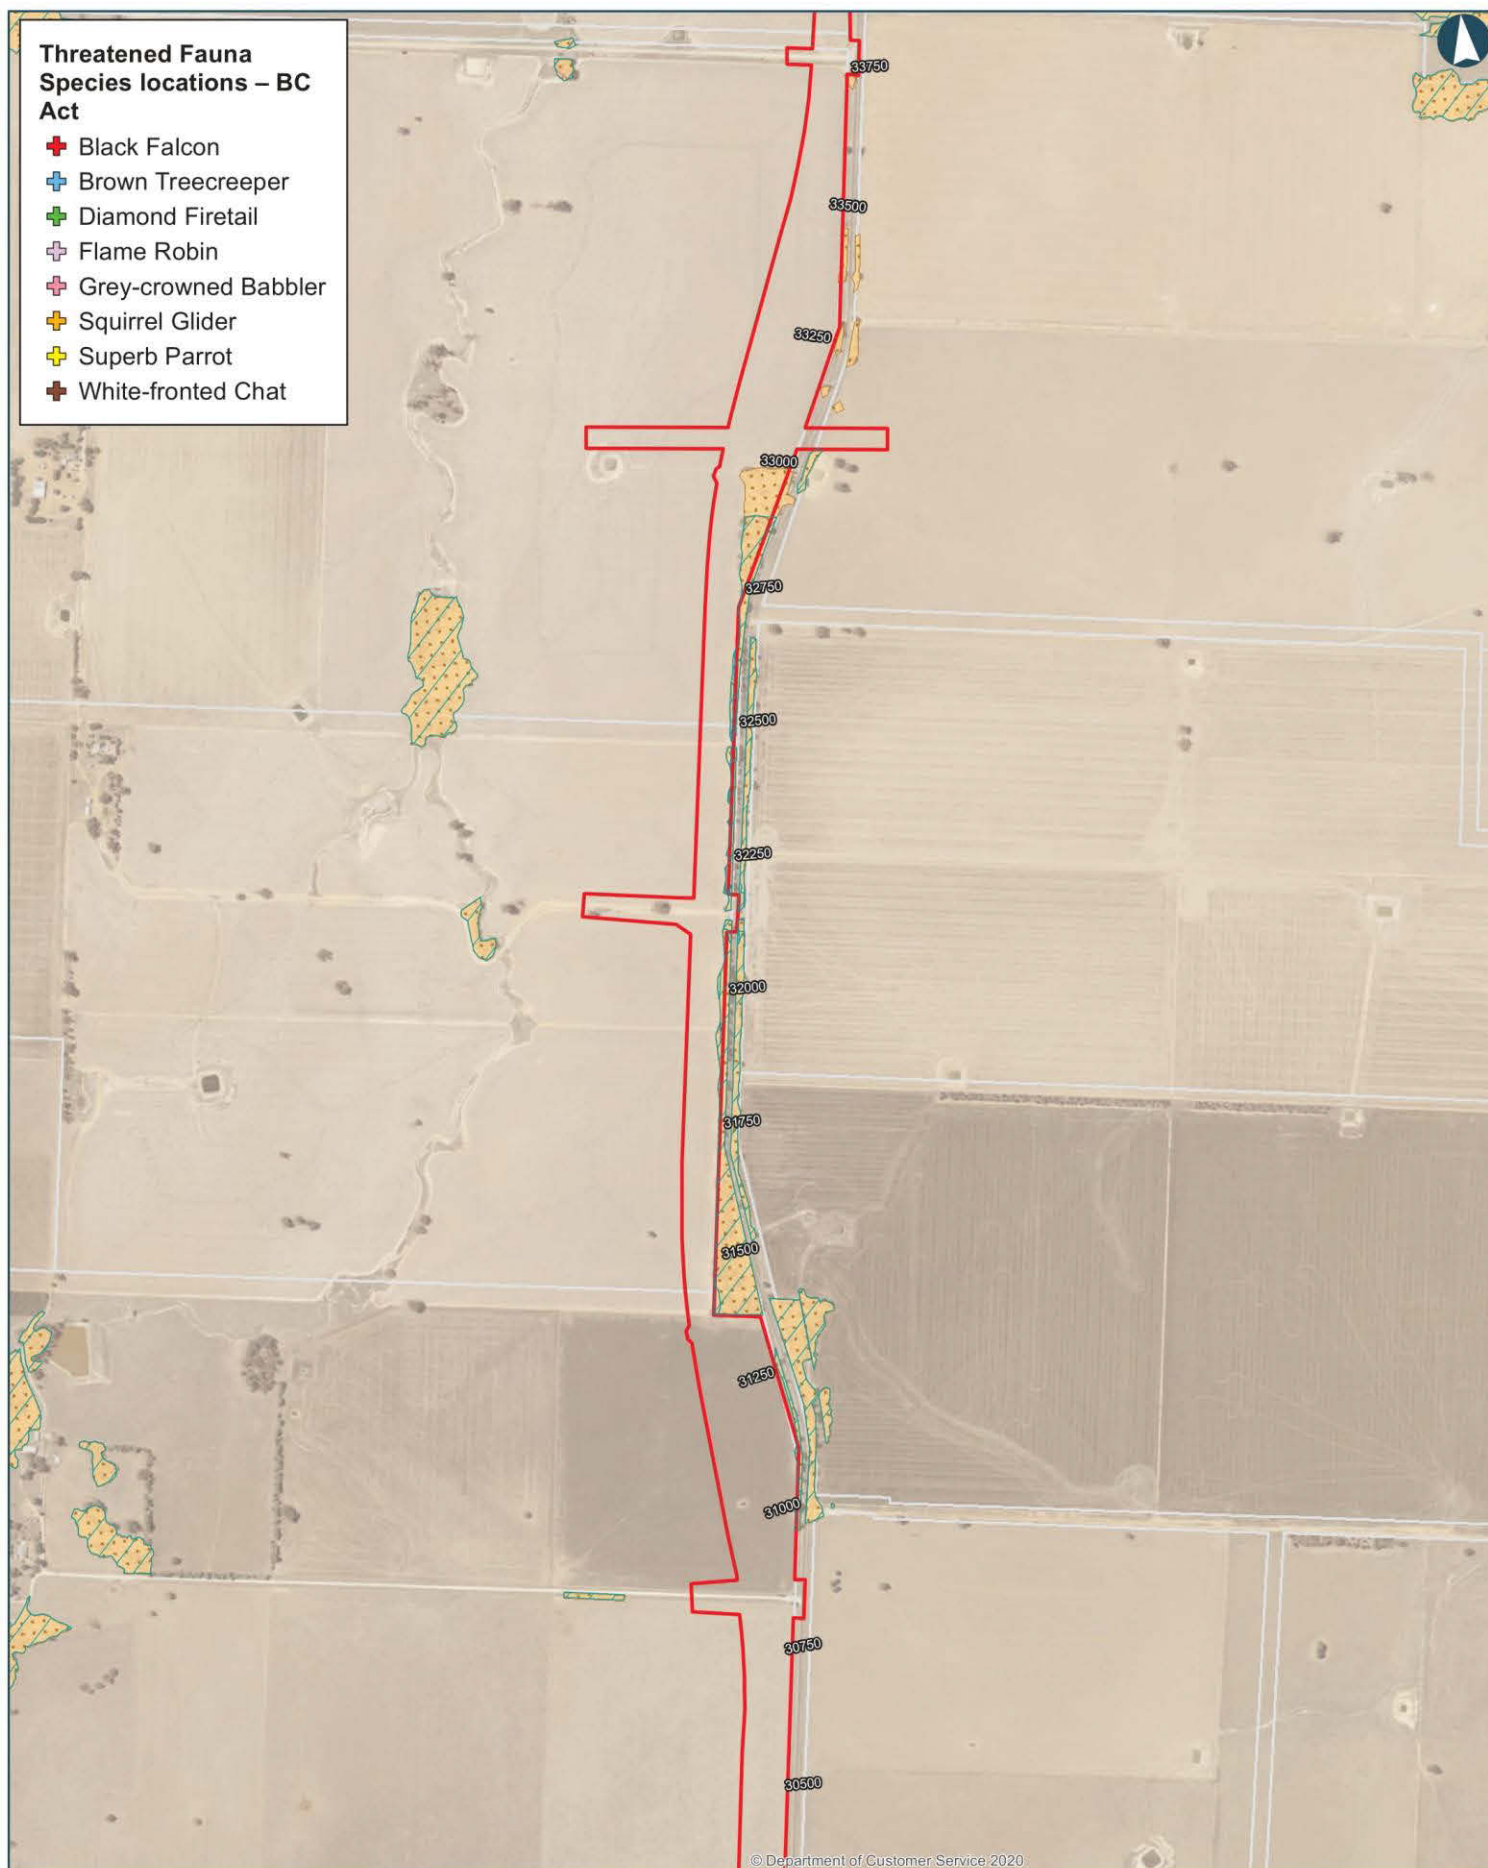 Threatened Fauna
Species locations – BC
Act
Black Falcon
Brown Treecreeper
Diamond Firetail
Flame Robin
Grey-crowned Babbler
Squirrel Glider
Superb Parrot
White-fronted Chat
33750
33500
33250
33000
32750
32500
32250
32000
31750
31500
31250
31000
30750
30500
© Department of Customer Service 2020